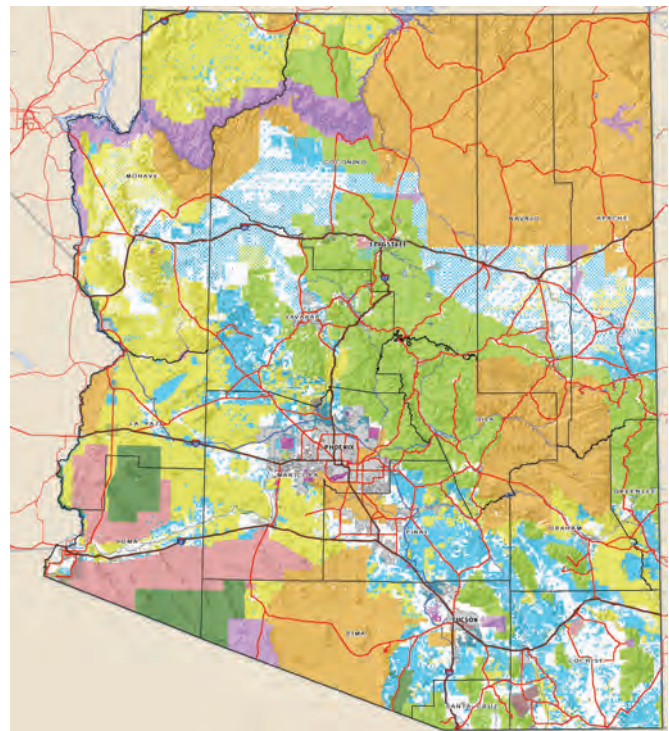 COCONINO
MOHAVE
NAVAJO
APACHE
FLAGSTAFF
YAVAPAI
LA PAZ
GILA
PHOENIX
MARICOPA
GREENLEE
PINAL
GRAHAM
YUMA
TUCSON
PIMA
COCHISE
SANTA CRUZ